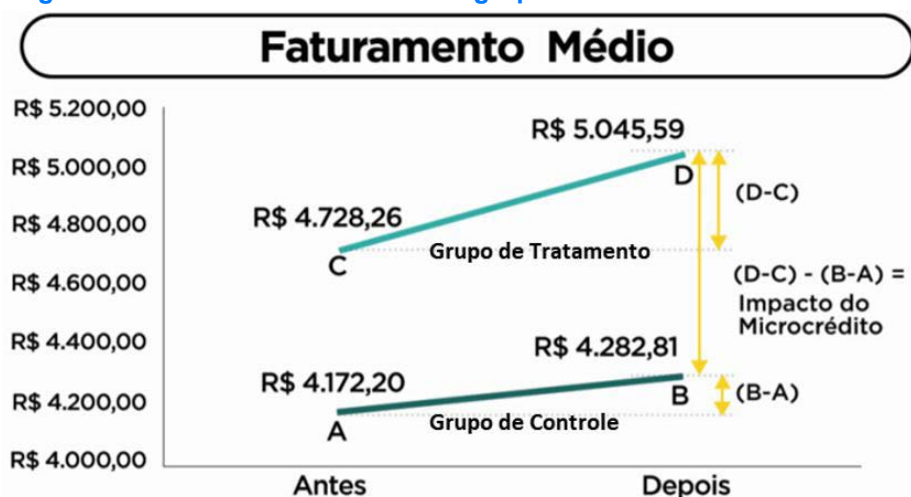 Faturamento Médio
R$ 5.200,00
R$ 5.000,00
R$ 4.800,00
R$ 4.600,00
R$ 4.400,00
R$ 4.200,00
R$ 4.000,00
R$ 5.045,59
D
(D-C)
R$ 4.728,26
C
Grupo de Tratamento
(D-C) - (B-A) =
Impacto do
Microcrédito
R$ 4.282,81
B
(B-A)
R$ 4.172,20
A
Grupo de Controle
Antes
Depois